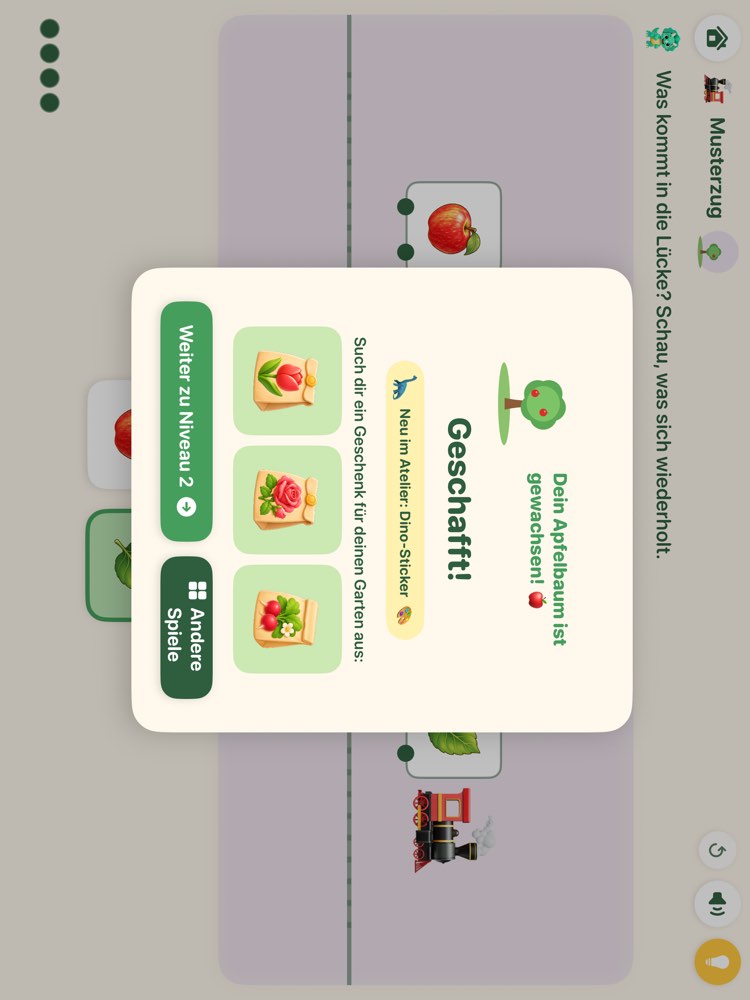 Musterzug
Was kommt in die Lücke? Schau, was sich wiederholt.
Dein Apfelbaum ist
gewachsen!
Geschafft!
Neu im Atelier: Dino-Sticker
Such dir ein Geschenk für deinen Garten aus:
Weiter zu Niveau 2
Andere
Spiele